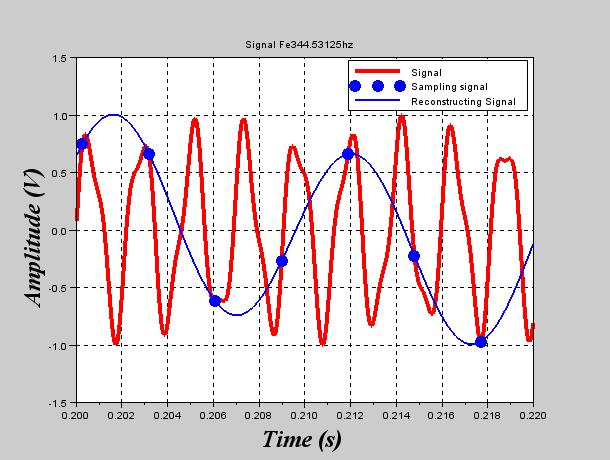 Signal Fe344.53125hz
Signal
Sampling signal
Reconstructing Signal
Amplitude (V)
1.5
1.0
0.5
0.0
-0.5
-1.0
-1.5
0.200 0.202 0.204 0.206 0.208 0.210 0.212 0.214 0.216 0.218 0.220
Time (s)